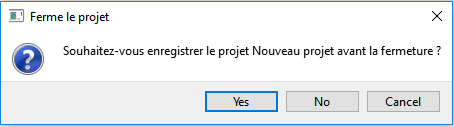 Ferme le projet
Souhaitez-vous enregistrer le projet Nouveau projet avant la fermeture ?
Yes
No
Cancel